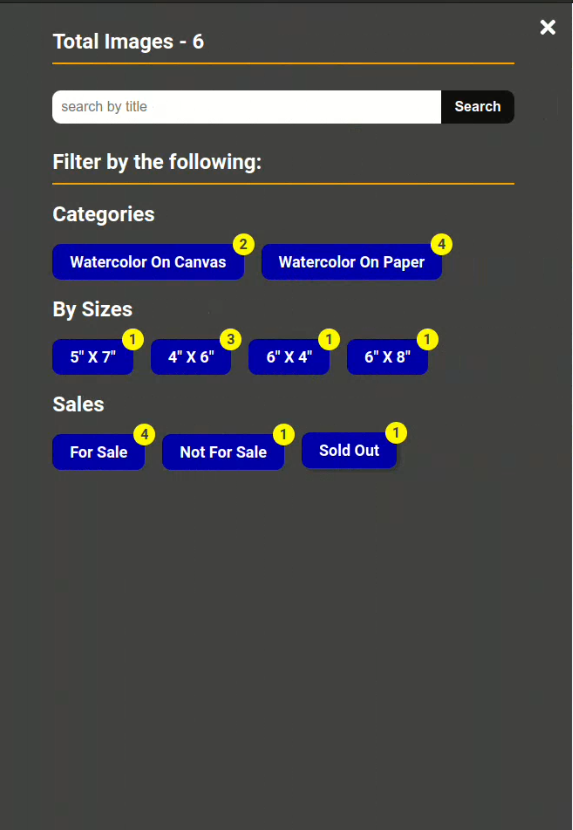 Total Images - 6
search by title
Search
Filter by the following:
Categories
Watercolor On Canvas 2
Watercolor On Paper 4
By Sizes
5" X 7" 1
4" X 6" 3
6" X 4" 1
6" X 8" 1
Sales
For Sale 4
Not For Sale 1
Sold Out 1